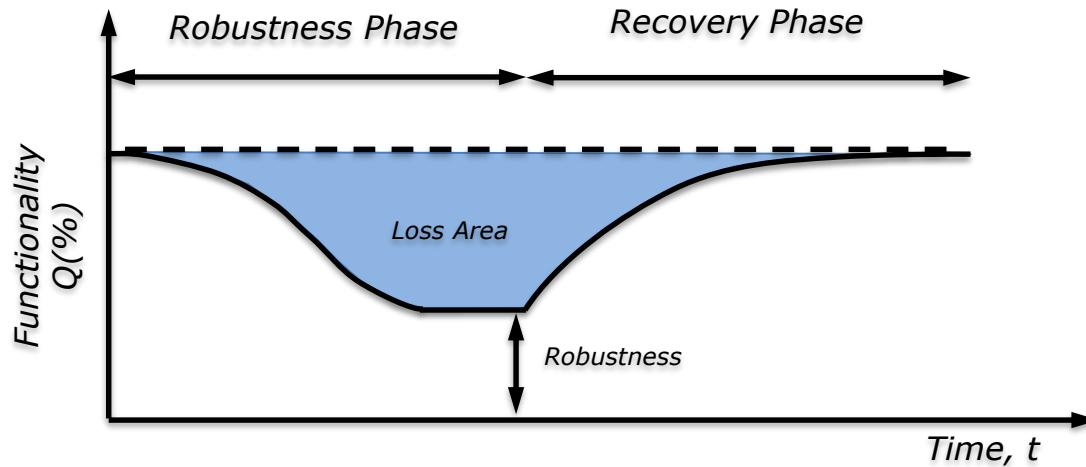 Robustness Phase
Recovery Phase
Functionality
Q(%)
Loss Area
Robustness
Time, t